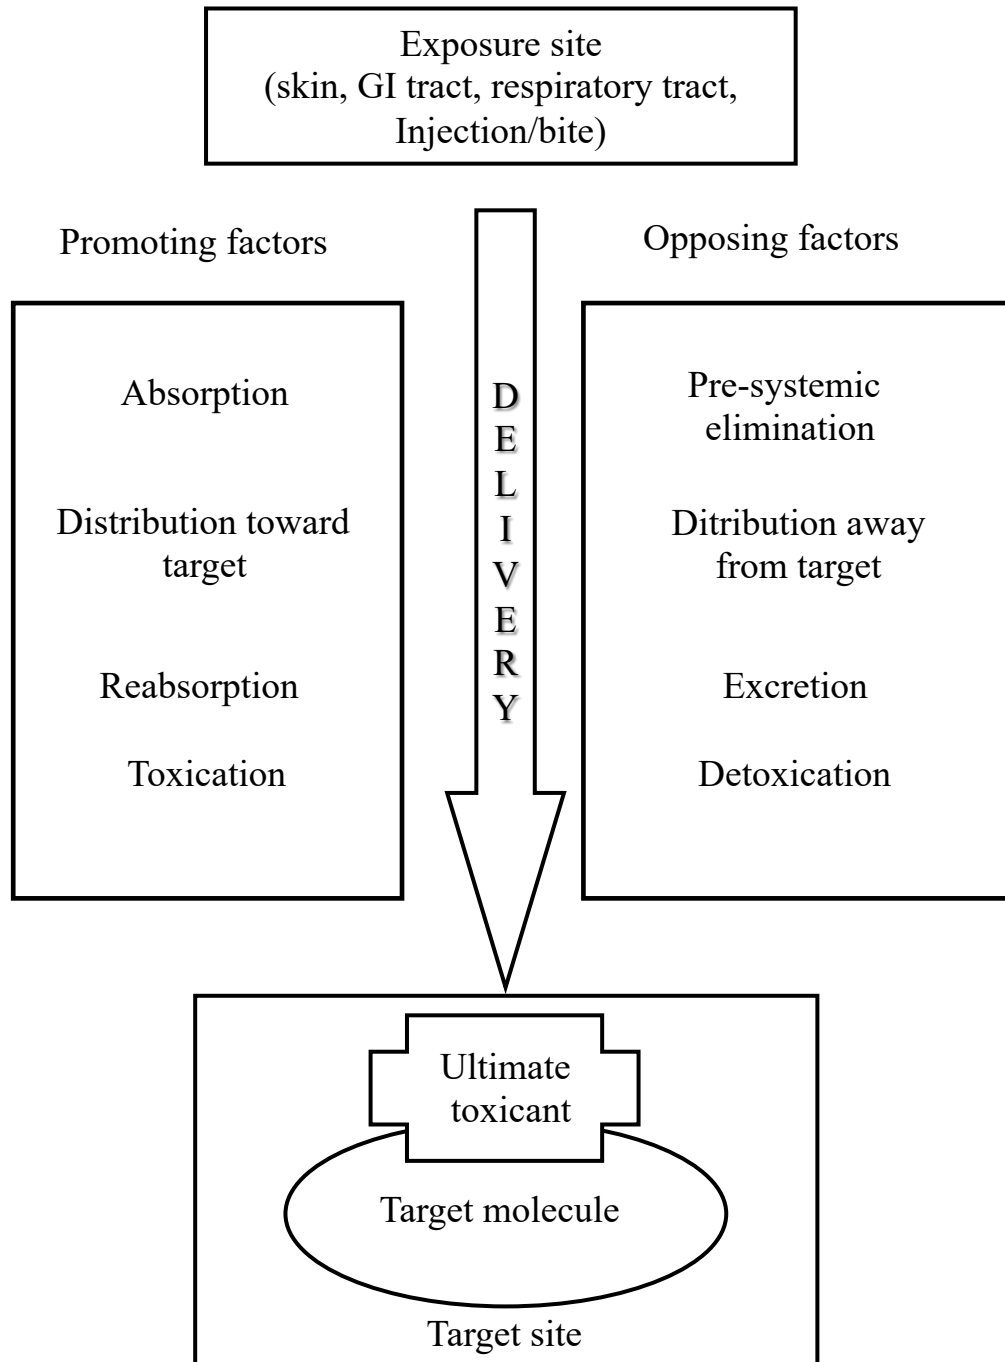 Exposure site
(skin, GI tract, respiratory tract,
Injection/bite)
Promoting factors
Opposing factors
Absorption
Distribution toward
target
Reabsorption
Toxication
DELIVERY
Pre-systemic
elimination
Ditribution away
from target
Excretion
Detoxication
Ultimate
toxicant
Target molecule
Target site